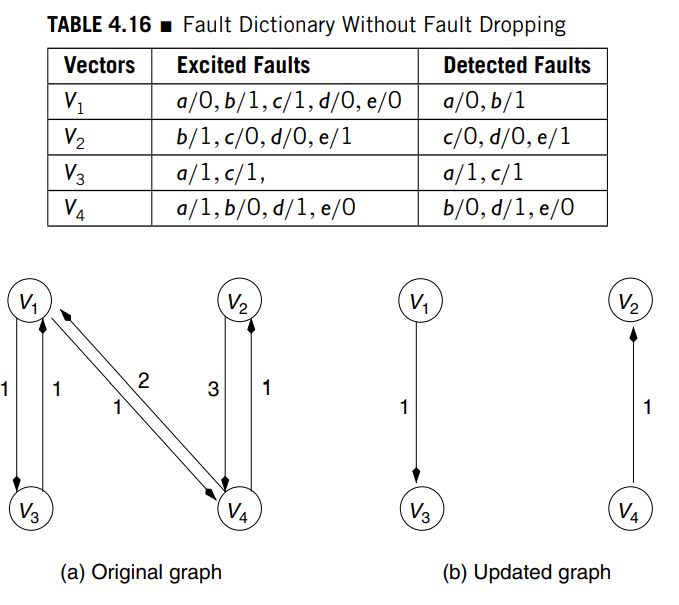 TABLE 4.16 ■ Fault Dictionary Without Fault Dropping
Vectors Excited Faults Detected Faults
V1 a/0, b/1, c/1, d/0, e/0 a/0, b/1
V2 b/1, c/0, d/0, e/1 c/0, d/0, e/1
V3 a/1, c/1, a/1, c/1
V4 a/1, b/0, d/1, e/0 b/0, d/1, e/0
V1 V2 V1 V2
1 1 2 1 3 1 1 1
V3 V4 V3 V4
(a) Original graph (b) Updated graph